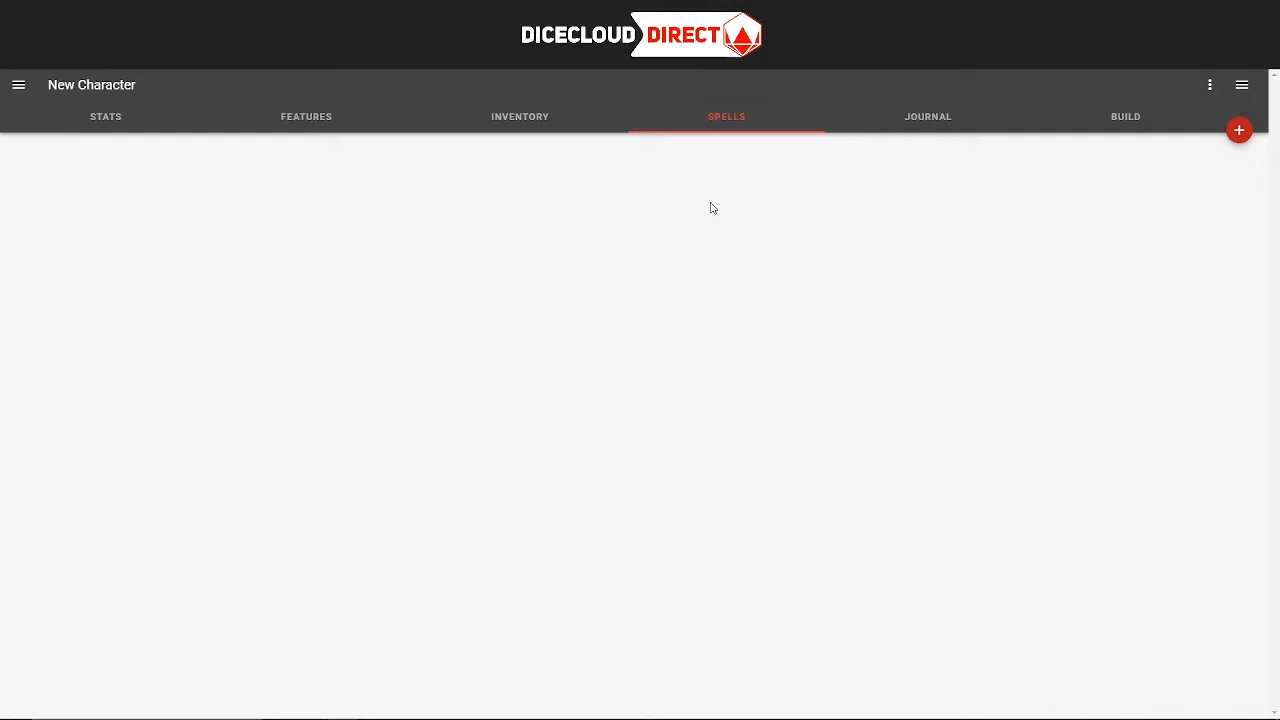 DICECLOUD DIRECT
New Character
STATS FEATURES INVENTORY SPELLS JOURNAL BUILD